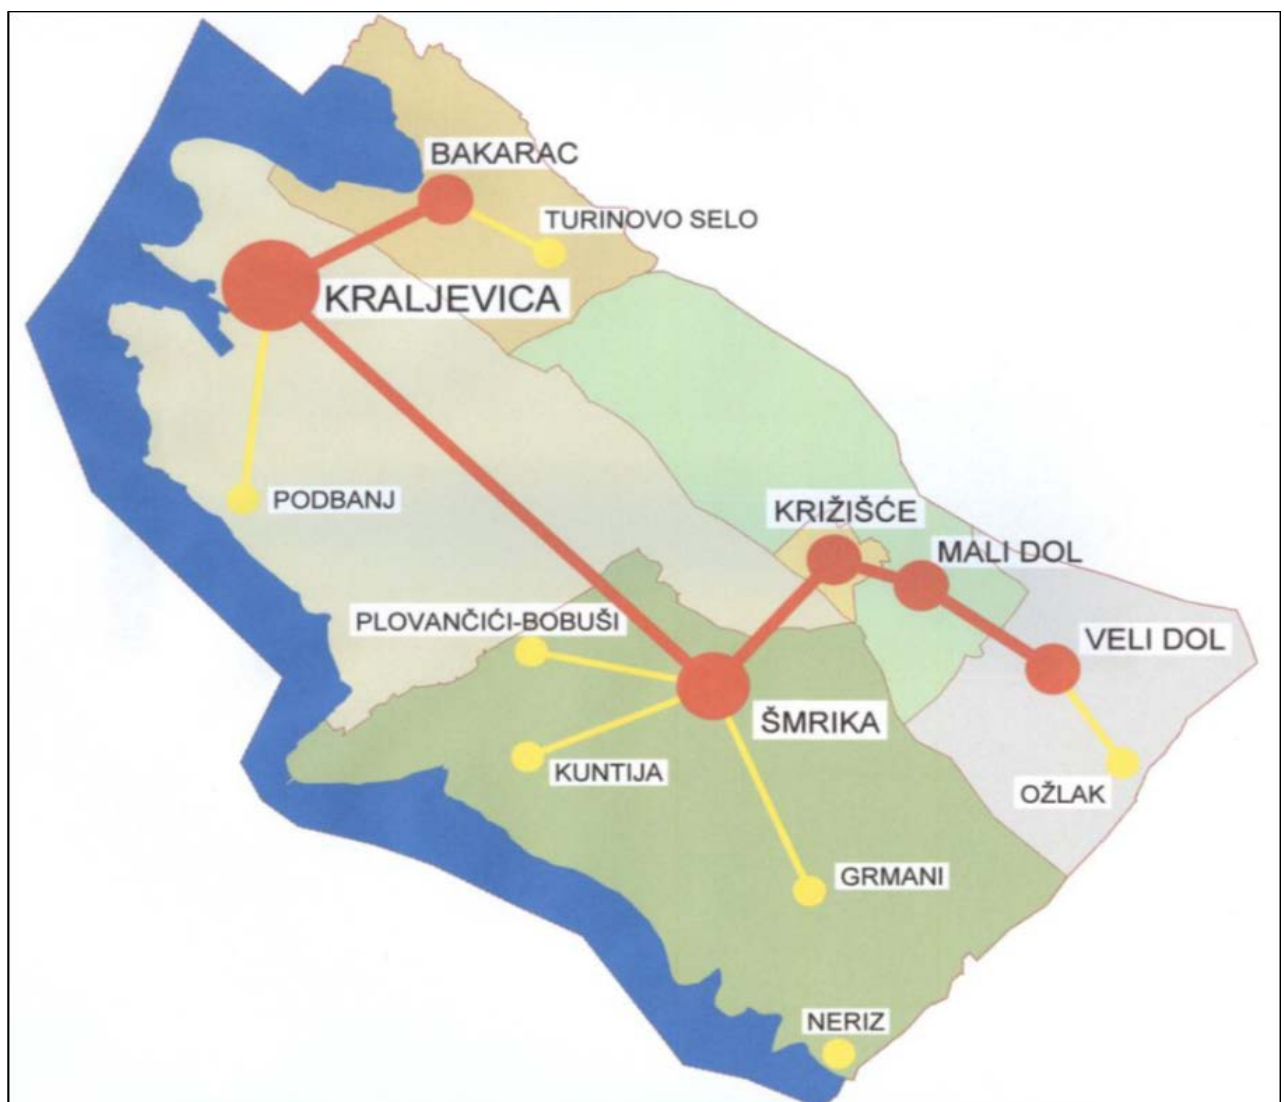 BAKARAC
TURINOVO SELO
KRALJEVICA
PODBANJ
KRIŽIŠĆE
MALI DOL
PLOVANČIĆI-BOBUŠI
VELI DOL
ŠMRIKA
KUNTIJA
OŽLAK
GRMANI
NERIZ